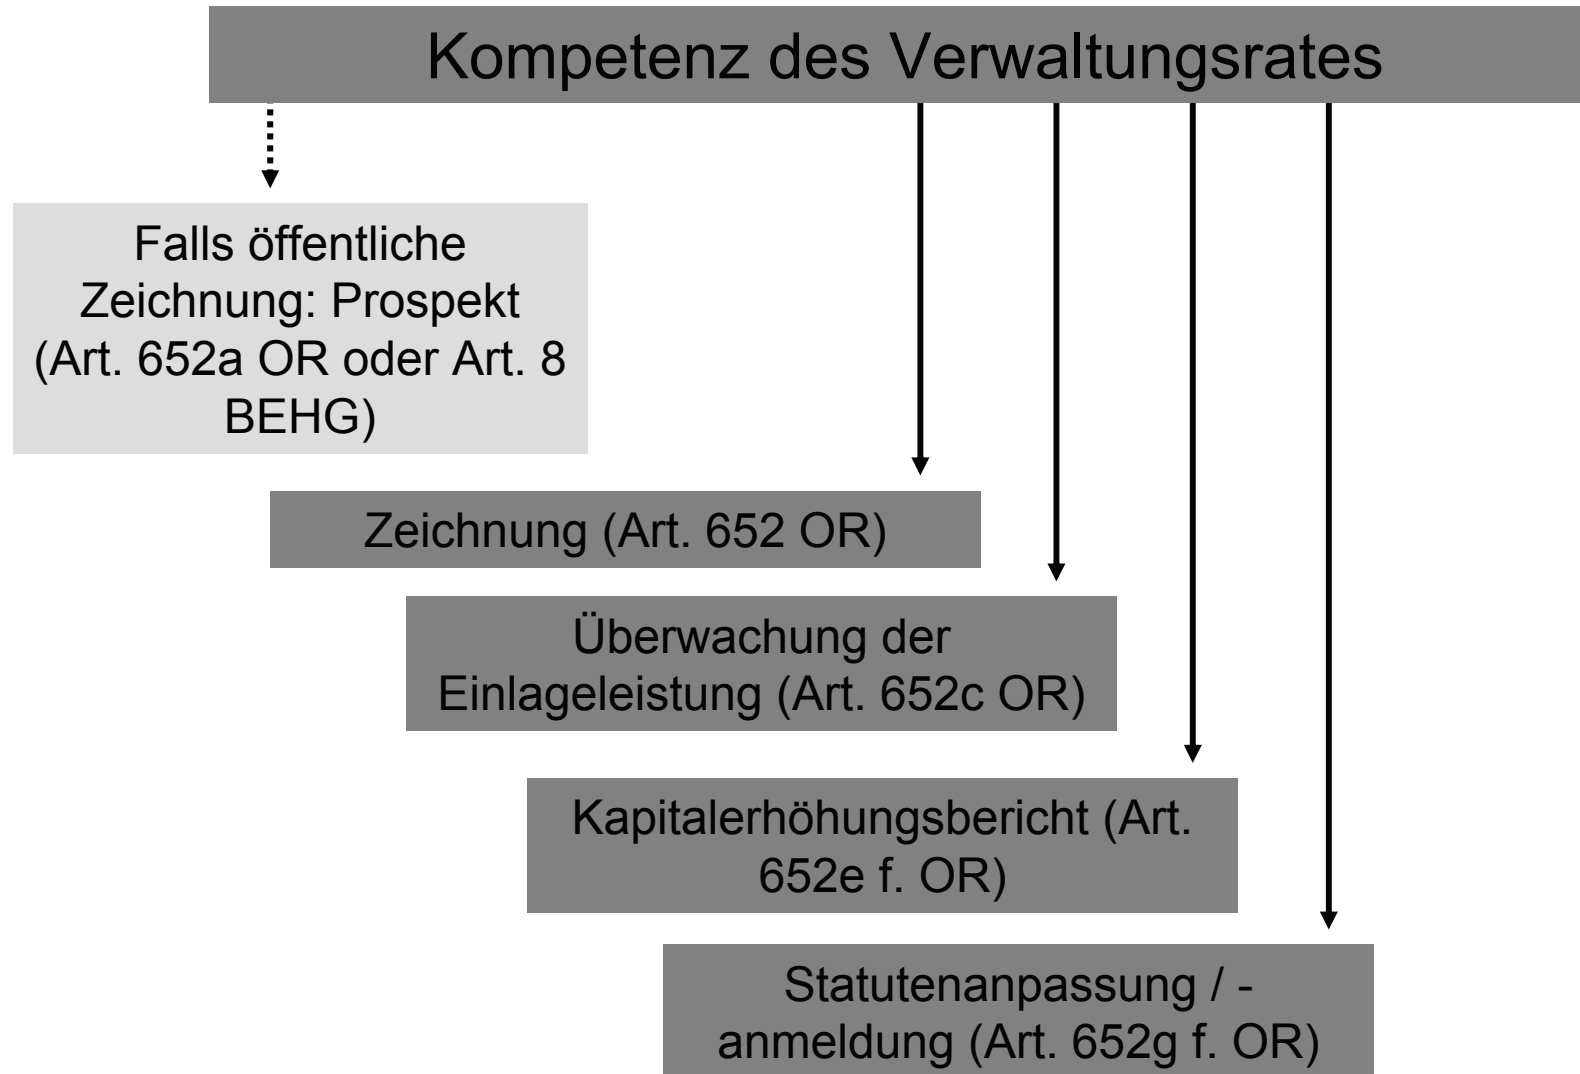 Kompetenz des Verwaltungsrates
Falls öffentliche
Zeichnung: Prospekt
(Art. 652a OR oder Art. 8
BEHG)
Zeichnung (Art. 652 OR)
Überwachung der
Einlageleistung (Art. 652c OR)
Kapitalerhöhungsbericht (Art.
652e f. OR)
Statutenanpassung / -
anmeldung (Art. 652g f. OR)